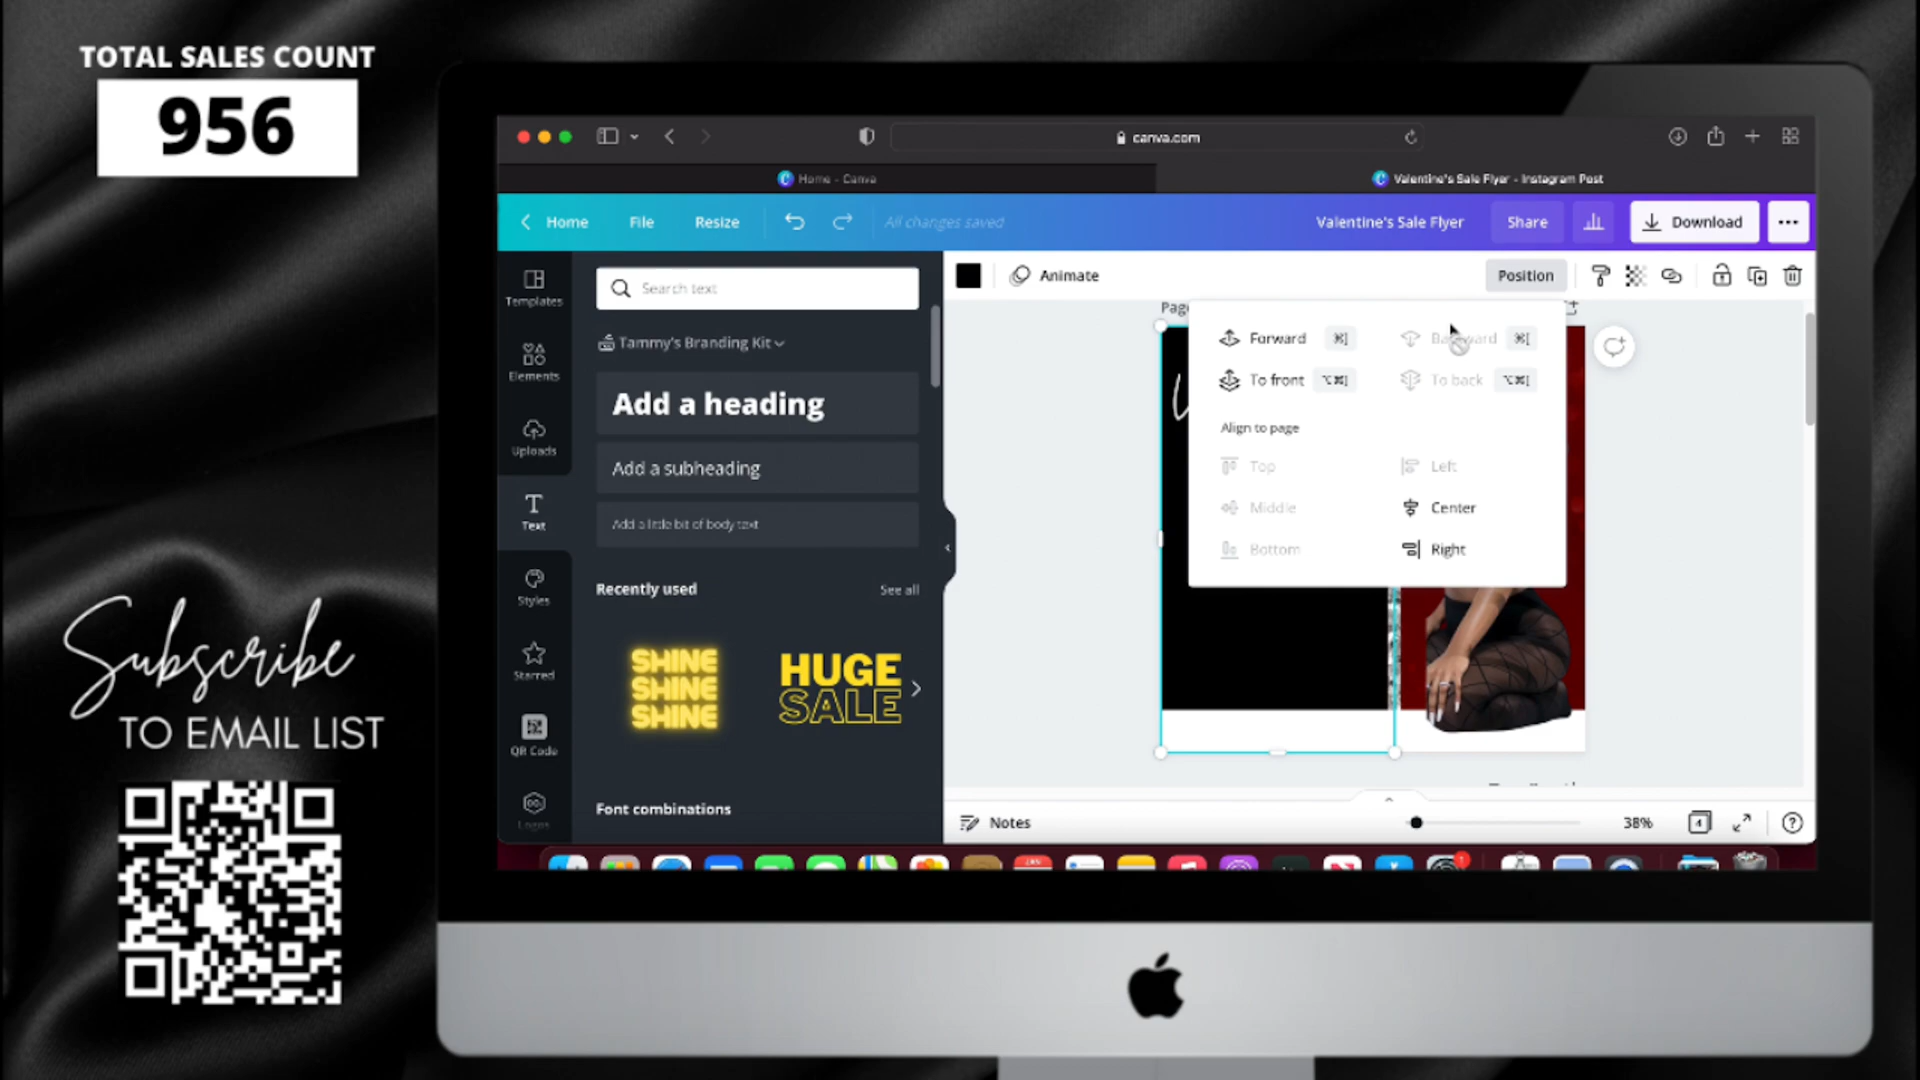 TOTAL SALES COUNT
956
Subscribe
TO EMAIL LIST
canva.com
Home - Canva
Valentine's Sale Flyer - Instagram Post
Home
File
Resize
All changes saved
Valentine's Sale Flyer
Share
Download
Templates
Elements
Uploads
Text
Styles
Starred
QR Code
Logos
Search text
Tammy's Branding Kit
Add a heading
Add a subheading
Add a little bit of body text
Recently used
See all
SHINE
SHINE
SHINE
HUGE
SALE
Font combinations
Animate
Position
Forward ⌘]
Backward ⌘[
To front ⌥⌘]
To back ⌥⌘[
Align to page
Top
Left
Middle
Center
Bottom
Right
Notes
38%
4